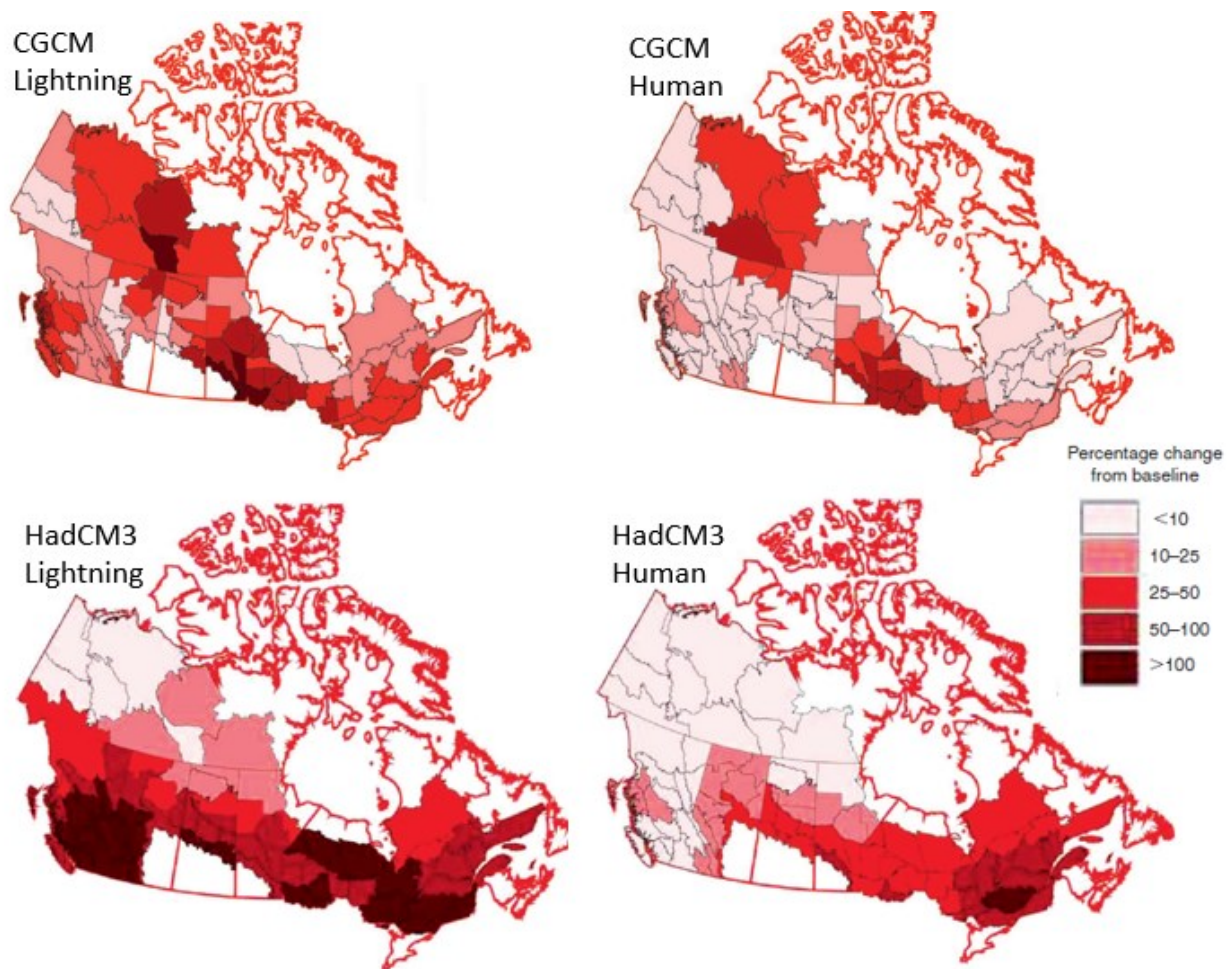 CGCM
Lightning
CGCM
Human
Percentage change
from baseline
<10
10–25
25–50
50–100
>100
HadCM3
Lightning
HadCM3
Human